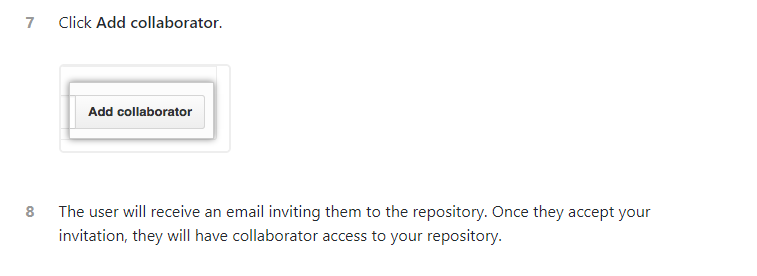 7 Click Add collaborator.
Add collaborator
8 The user will receive an email inviting them to the repository. Once they accept your
invitation, they will have collaborator access to your repository.